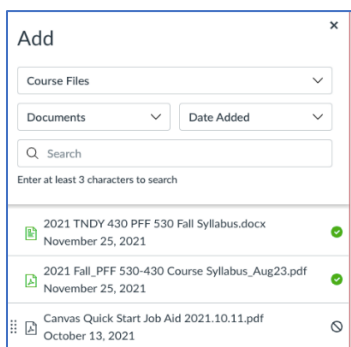 Add
Course Files
Documents
Date Added
Search
Enter at least 3 characters to search
2021 TNDY 430 PFF 530 Fall Syllabus.docx
November 25, 2021
2021 Fall_PFF 530-430 Course Syllabus_Aug23.pdf
November 25, 2021
Canvas Quick Start Job Aid 2021.10.11.pdf
October 13, 2021